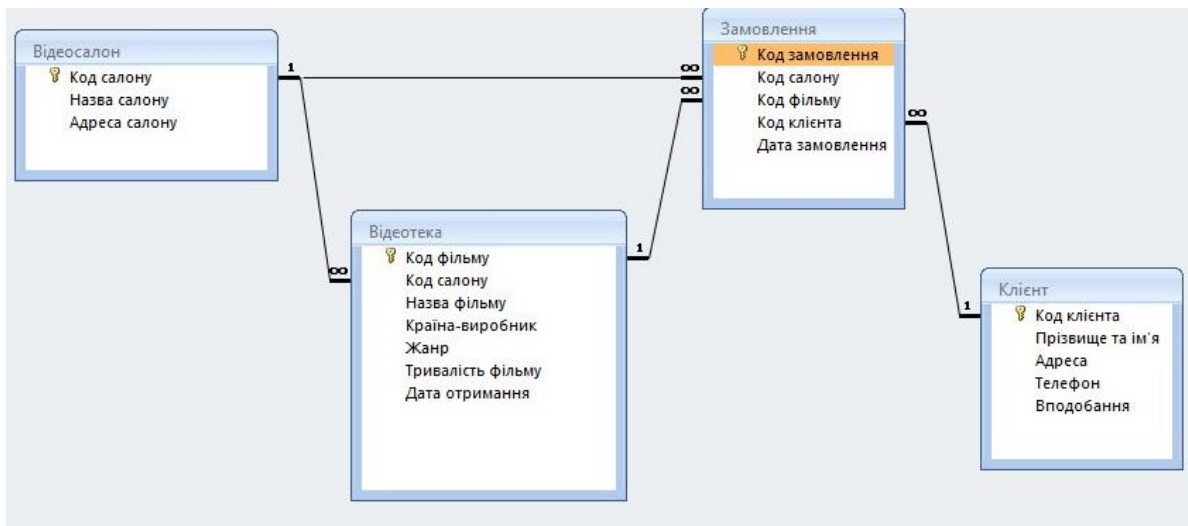 Відеосалон
Код салону
Назва салону
Адреса салону
1
∞
∞
Замовлення
Код замовлення
Код салону
Код фільму
Код клієнта
Дата замовлення
∞
∞
Відеотека
Код фільму
Код салону
Назва фільму
Країна-виробник
Жанр
Тривалість фільму
Дата отримання
1
1
Клієнт
Код клієнта
Прізвище та ім'я
Адреса
Телефон
Вподобання